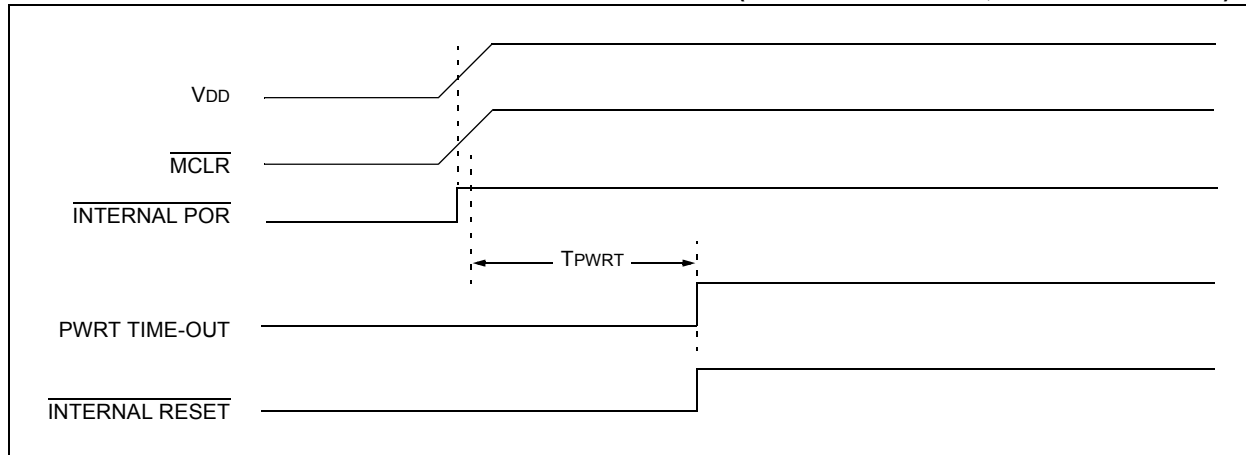 VDD
MCLR
INTERNAL POR
TPWRT
PWRT TIME-OUT
INTERNAL RESET